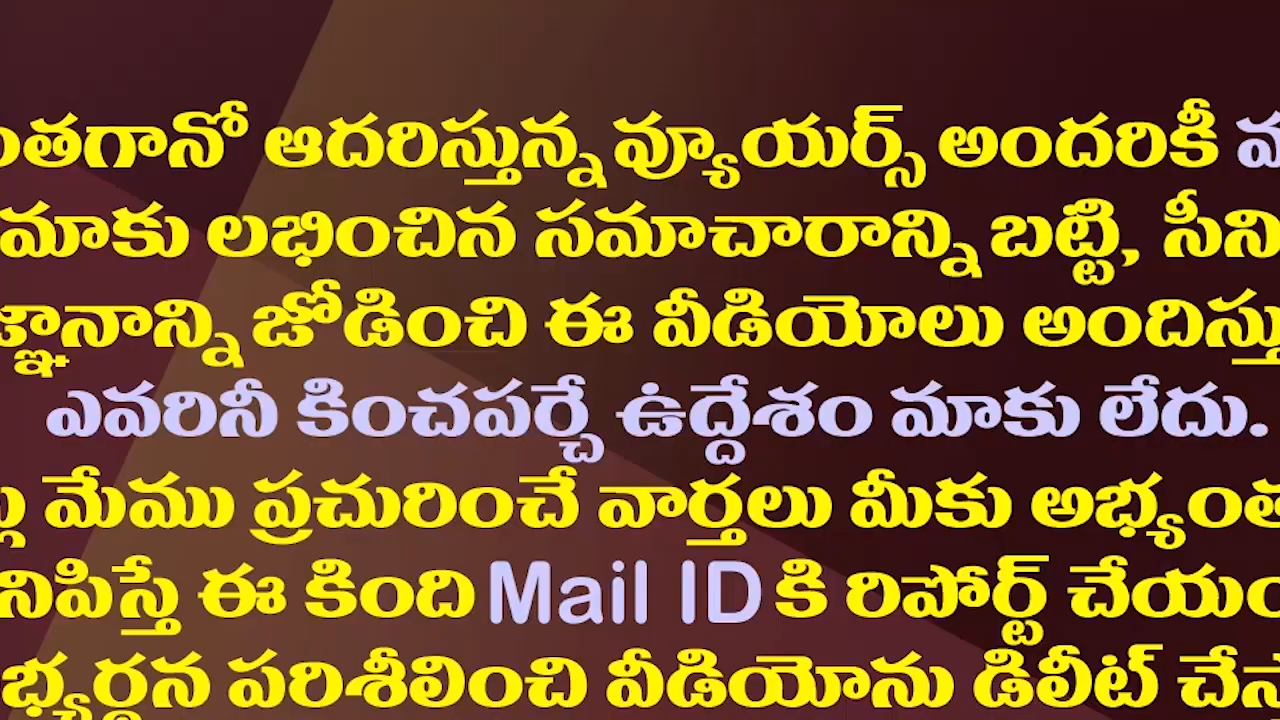 ఆదరిస్తున్న వ్యూయర్స్ అందరికీ
మాకు లభించిన సమాచారాన్ని బట్టి,
జోడించి ఈ వీడియోలు
ఎవరినీ కించపర్చే ఉద్దేశం మాకు లేదు.
మేము ప్రచురించే వార్తలు మీకు
ఈ కింది Mail ID కి రిపోర్ట్
పరిశీలించి వీడియోను డిలీట్